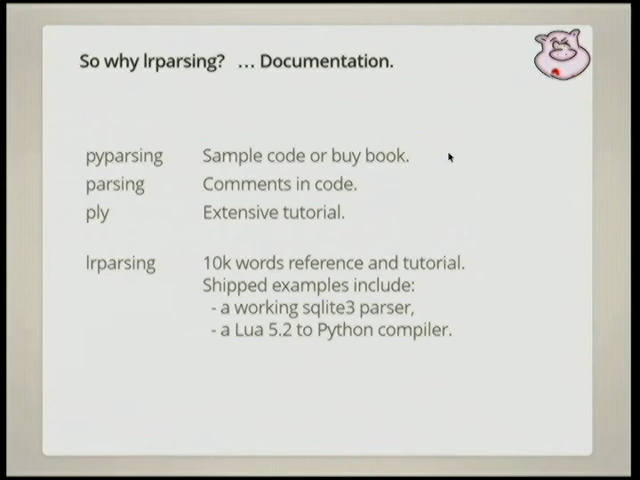 So why lrparsing? ... Documentation.
pyparsing Sample code or buy book.
parsing Comments in code.
ply Extensive tutorial.
lrparsing 10k words reference and tutorial.
Shipped examples include:
- a working sqlite3 parser,
- a Lua 5.2 to Python compiler.